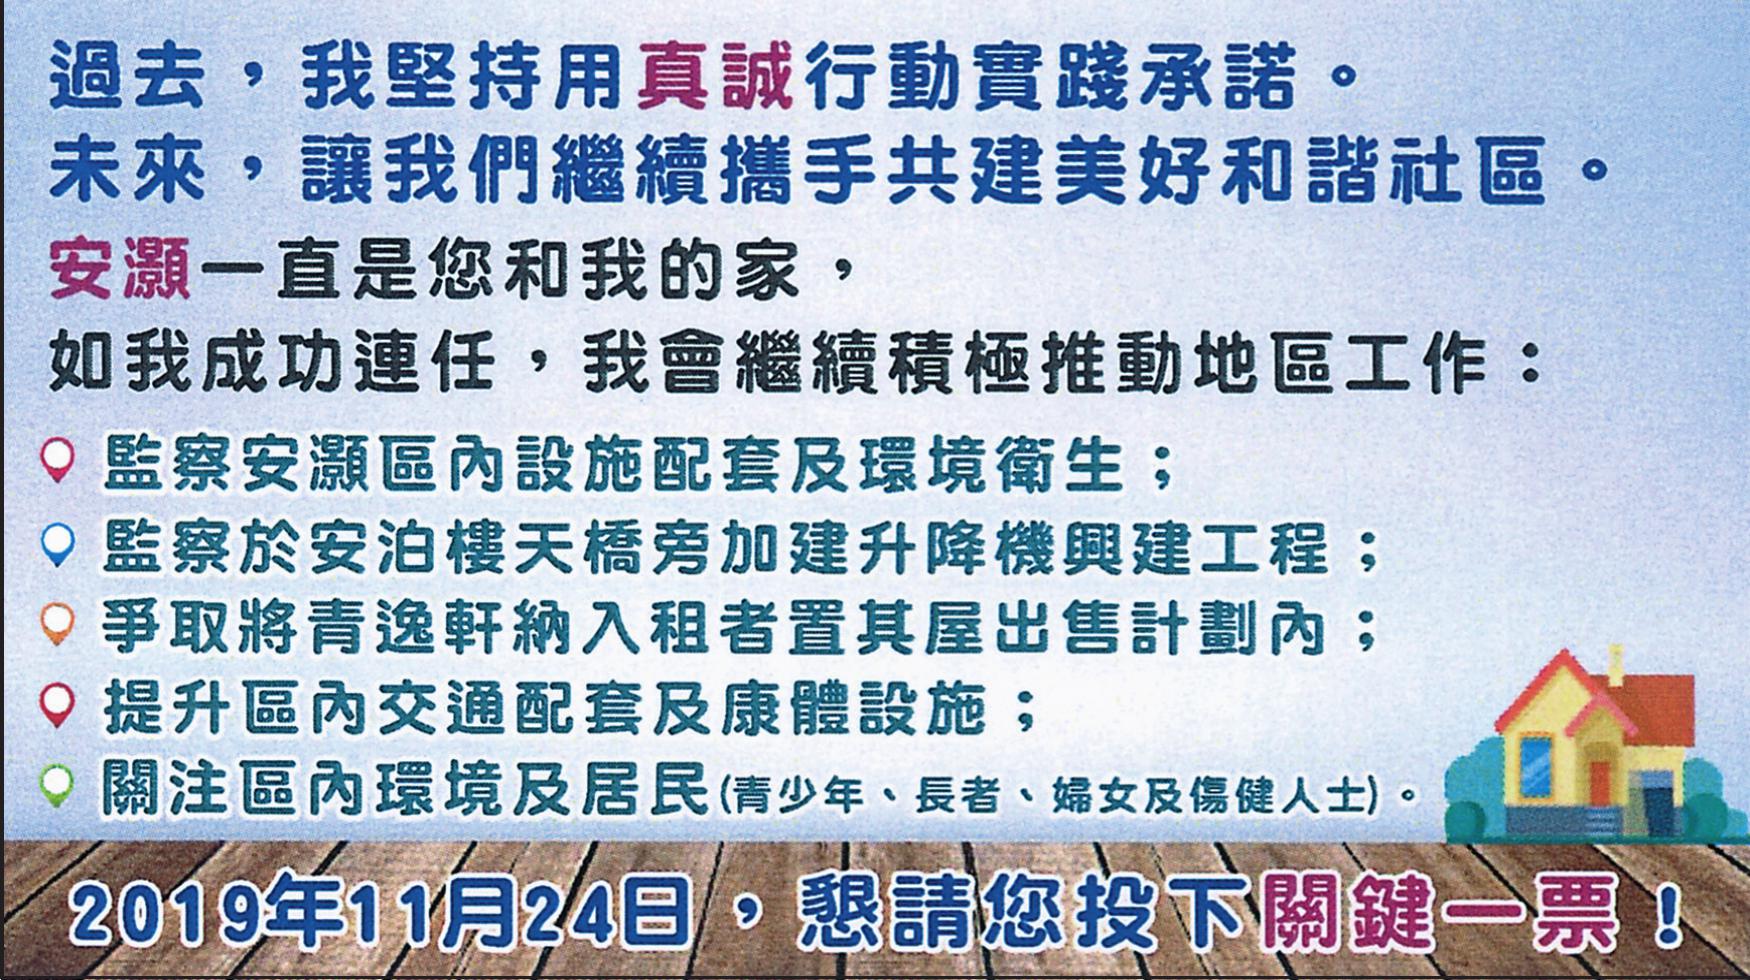 過去，我堅持用真誠行動實踐承諾。
未來，讓我們繼續攜手共建美好和諧社區。
安灝一直是您和我的家，
如我成功連任，我會繼續積極推動地區工作：
監察安灝區內設施配套及環境衛生；
監察於安泊樓天橋旁加建升降機興建工程；
爭取將青逸軒納入租者置其屋出售計劃內；
提升區內交通配套及康體設施；
關注區內環境及居民(青少年、長者、婦女及傷健人士)。
2019年11月24日，懇請您投下關鍵一票！